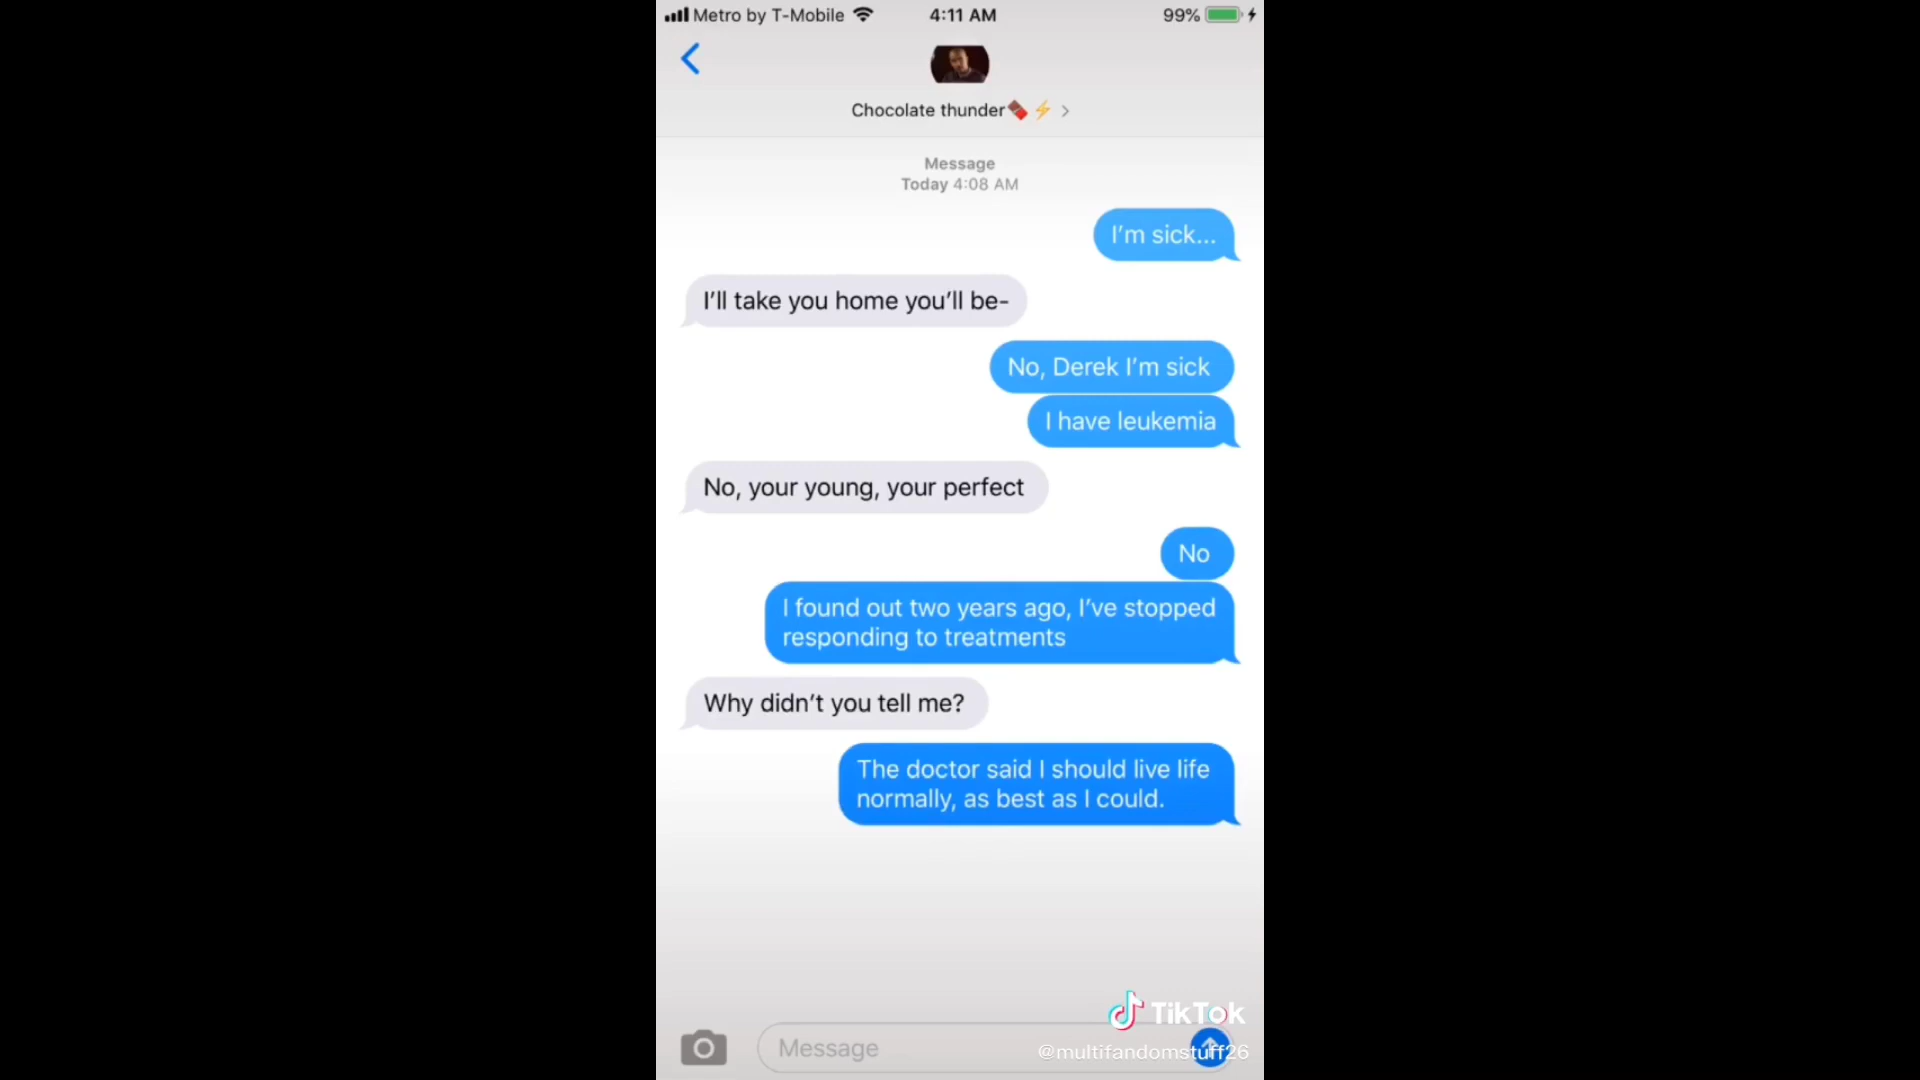 Metro by T-Mobile 4:11 AM 99%
Chocolate thunder🍫⚡ >
Message
Today 4:08 AM
I'm sick...
I'll take you home you'll be-
No, Derek I'm sick
I have leukemia
No, your young, your perfect
No
I found out two years ago, I've stopped
responding to treatments
Why didn't you tell me?
The doctor said I should live life
normally, as best as I could.
TikTok
Message
@multifandomstuff26